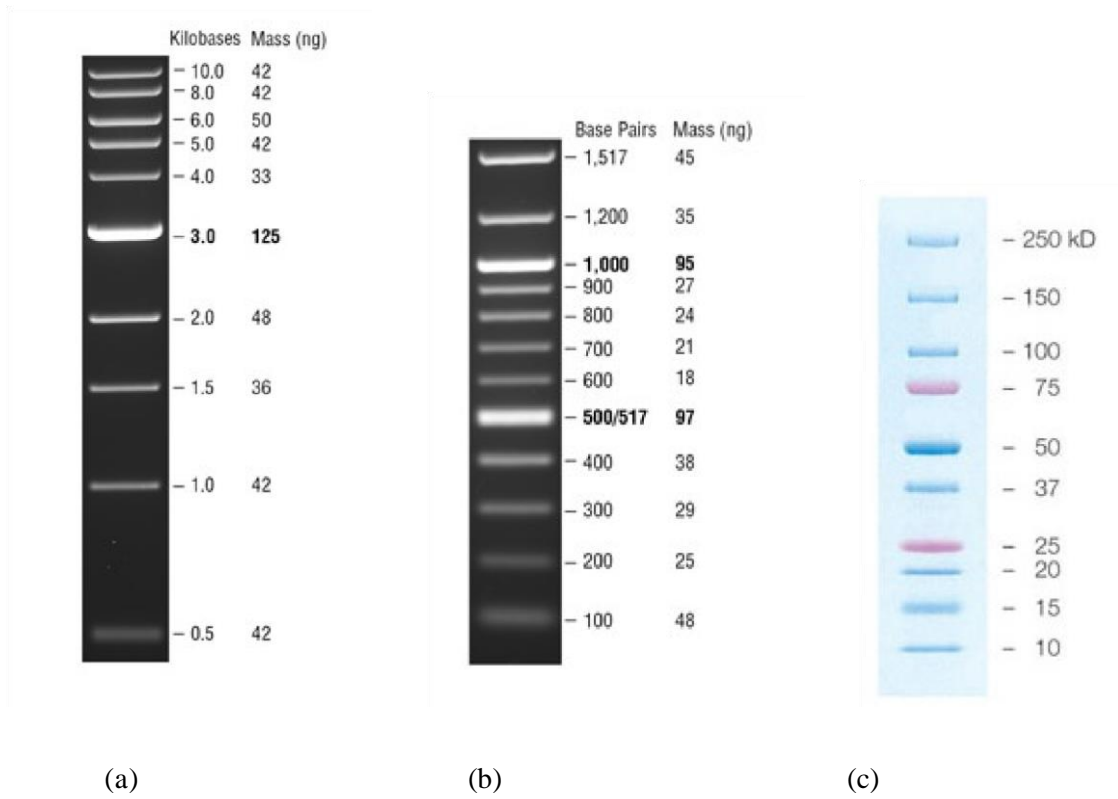 Kilobases Mass (ng)
– 10.0 42
– 8.0 42
– 6.0 50
– 5.0 42
– 4.0 33
– 3.0 125
– 2.0 48
– 1.5 36
– 1.0 42
– 0.5 42
Base Pairs Mass (ng)
– 1,517 45
– 1,200 35
– 1,000 95
– 900 27
– 800 24
– 700 21
– 600 18
– 500/517 97
– 400 38
– 300 29
– 200 25
– 100 48
– 250 kD
– 150
– 100
– 75
– 50
– 37
– 25
– 20
– 15
– 10
(a) (b) (c)